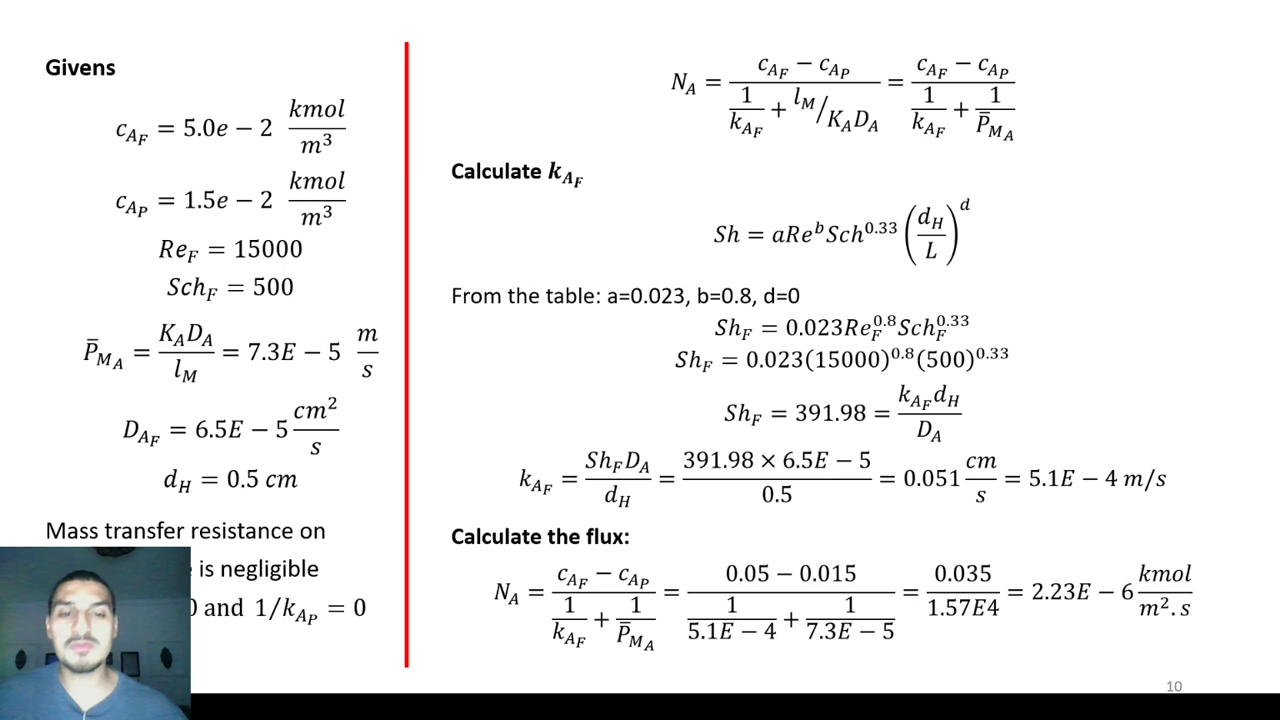 Givens
c_{A_F} = 5.0e − 2 kmol/m³
c_{A_P} = 1.5e − 2 kmol/m³
Re_F = 15000
Sch_F = 500
P̄_{M_A} = K_A D_A / l_M = 7.3E − 5 m/s
D_{A_F} = 6.5E − 5 cm²/s
d_H = 0.5 cm
Mass transfer resistance on
is negligible
and 1/k_{A_P} = 0
N_A = (c_{A_F} − c_{A_P}) / (1/k_{A_F} + l_M/K_A D_A) = (c_{A_F} − c_{A_P}) / (1/k_{A_F} + 1/P̄_{M_A})
Calculate k_{A_F}
Sh = aRe^b Sch^{0.33} (d_H/L)^d
From the table: a=0.023, b=0.8, d=0
Sh_F = 0.023Re_F^{0.8} Sch_F^{0.33}
Sh_F = 0.023(15000)^{0.8}(500)^{0.33}
Sh_F = 391.98 = k_{A_F} d_H / D_A
k_{A_F} = Sh_F D_A / d_H = (391.98 × 6.5E − 5) / 0.5 = 0.051 cm/s = 5.1E − 4 m/s
Calculate the flux:
N_A = (c_{A_F} − c_{A_P}) / (1/k_{A_F} + 1/P̄_{M_A}) = (0.05 − 0.015) / (1/(5.1E − 4) + 1/(7.3E − 5)) = 0.035/1.57E4 = 2.23E − 6 kmol/m².s
10